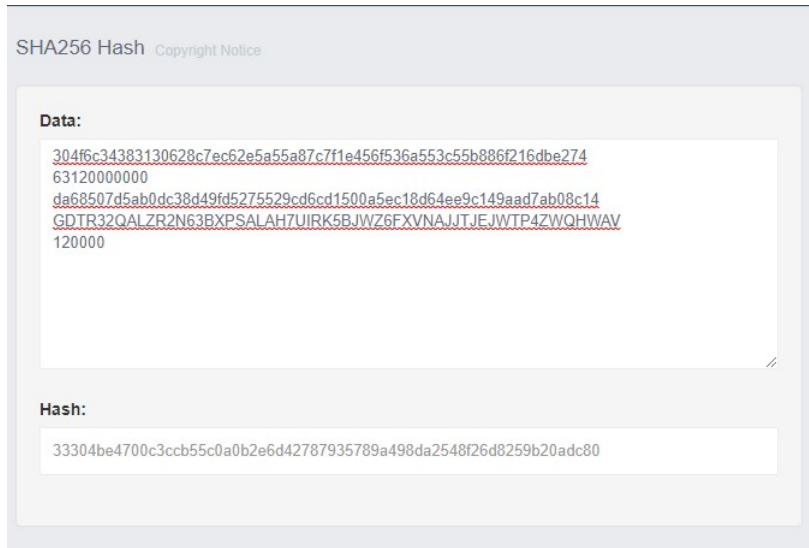 SHA256 Hash Copyright Notice
Data:
304f6c34383130628c7ec62e5a55a87c7f1e456f536a553c55b886f216dbe274
63120000000
da68507d5ab0dc38d49fd5275529cd6cd1500a5ec18d64ee9c149aad7ab08c14
GDTR32QALZR2N63BXPSALAH7UIRK5BJWZ6FXVNAJJTJEJWTP4ZWQHWAV
120000
Hash:
33304be4700c3ccb55c0a0b2e6d42787935789a498da2548f26d8259b20adc80